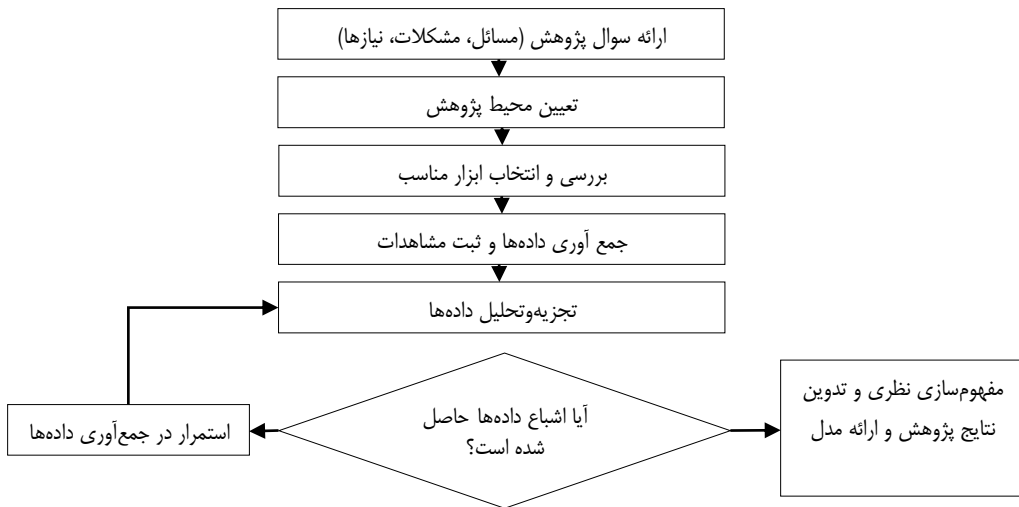 ارائه سوال پژوهش (مسائل، مشکلات، نیازها)
تعیین محیط پژوهش
بررسی و انتخاب ابزار مناسب
جمع آوری داده‌ها و ثبت مشاهدات
تجزیه‌وتحلیل داده‌ها
مفهوم‌سازی نظری و تدوین
نتایج پژوهش و ارائه مدل
آیا اشباع داده‌ها حاصل
شده است؟
استمرار در جمع‌آوری داده‌ها